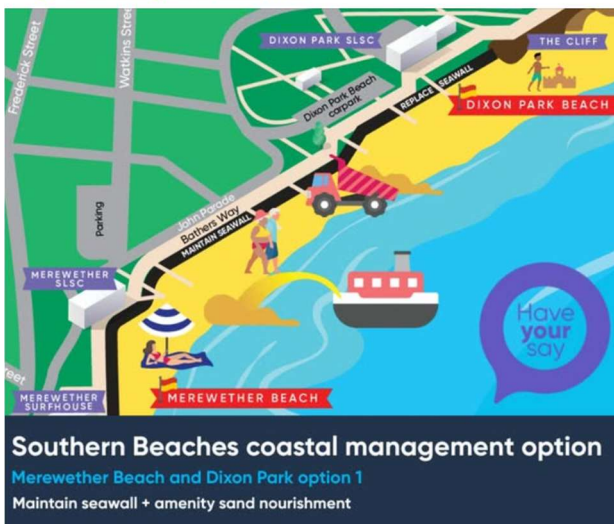 Frederick Street
Watkins Street
DIXON PARK SLSC
THE CLIFF
Dixon Park Beach
carpark
REPLACE SEAWALL
DIXON PARK BEACH
Parking
John Parade
Bathers Way
MAINTAIN SEAWALL
MEREWETHER
SLSC
Have
your
say
reet
MEREWETHER
SURFHOUSE
MEREWETHER BEACH
Southern Beaches coastal management option
Merewether Beach and Dixon Park option 1
Maintain seawall + amenity sand nourishment